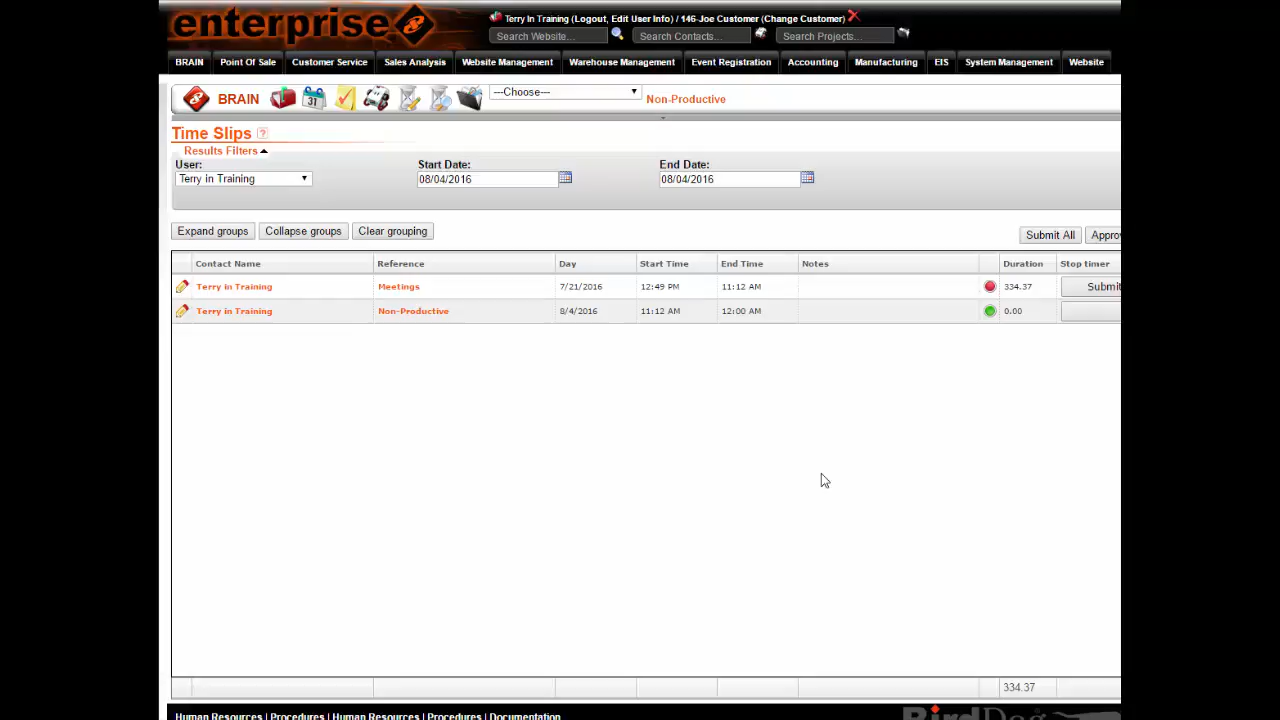 enterprise
Terry In Training (Logout, Edit User Info) / 146-Joe Customer (Change Customer)
Search Website... Search Contacts... Search Projects...
BRAIN Point Of Sale Customer Service Sales Analysis Website Management Warehouse Management Event Registration Accounting Manufacturing EIS System Management Website
BRAIN 31 ---Choose--- Non-Productive
Time Slips ?
Results Filters
User: Start Date: End Date:
Terry in Training 08/04/2016 08/04/2016
Expand groups Collapse groups Clear grouping Submit All Approv
Contact Name Reference Day Start Time End Time Notes Duration Stop timer
Terry in Training Meetings 7/21/2016 12:49 PM 11:12 AM 334.37 Submit
Terry in Training Non-Productive 8/4/2016 11:12 AM 12:00 AM 0.00
334.37
Human Resources | Procedures | Human Resources | Procedures | Documentation
BirdDog